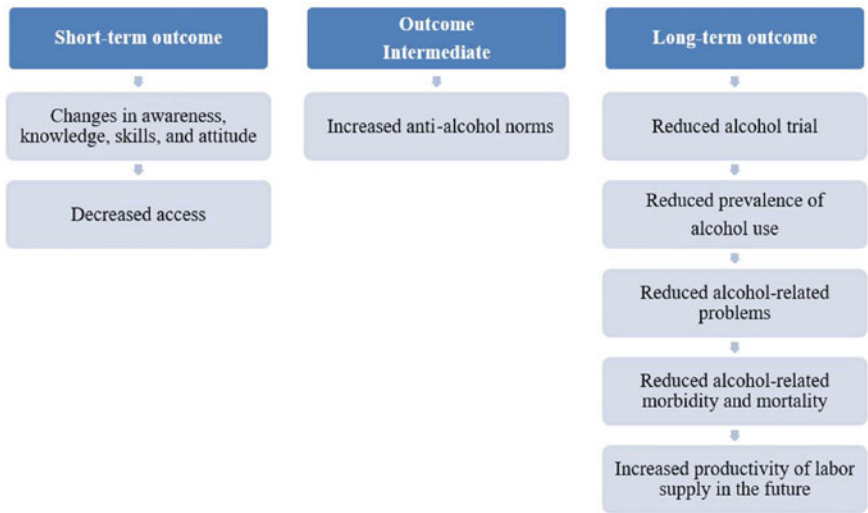 Short-term outcome
Changes in awareness,
knowledge, skills, and attitude
Decreased access
Outcome
Intermediate
Increased anti-alcohol norms
Long-term outcome
Reduced alcohol trial
Reduced prevalence of
alcohol use
Reduced alcohol-related
problems
Reduced alcohol-related
morbidity and mortality
Increased productivity of labor
supply in the future